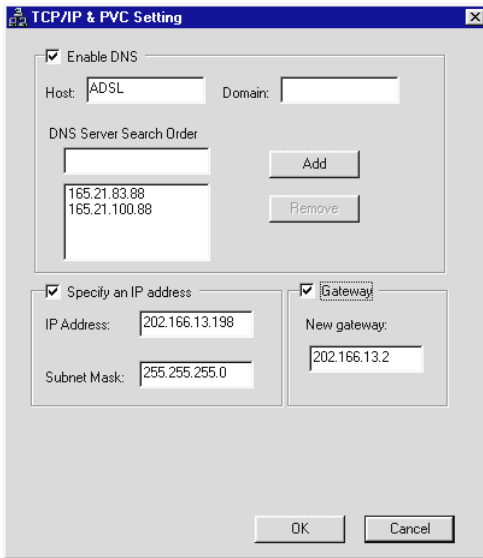 TCP/IP & PVC Setting
Enable DNS
Host: ADSL Domain:
DNS Server Search Order
Add
165.21.83.88
165.21.100.88
Remove
Specify an IP address
Gateway
IP Address: 202.166.13.198
New gateway:
202.166.13.2
Subnet Mask: 255.255.255.0
OK Cancel